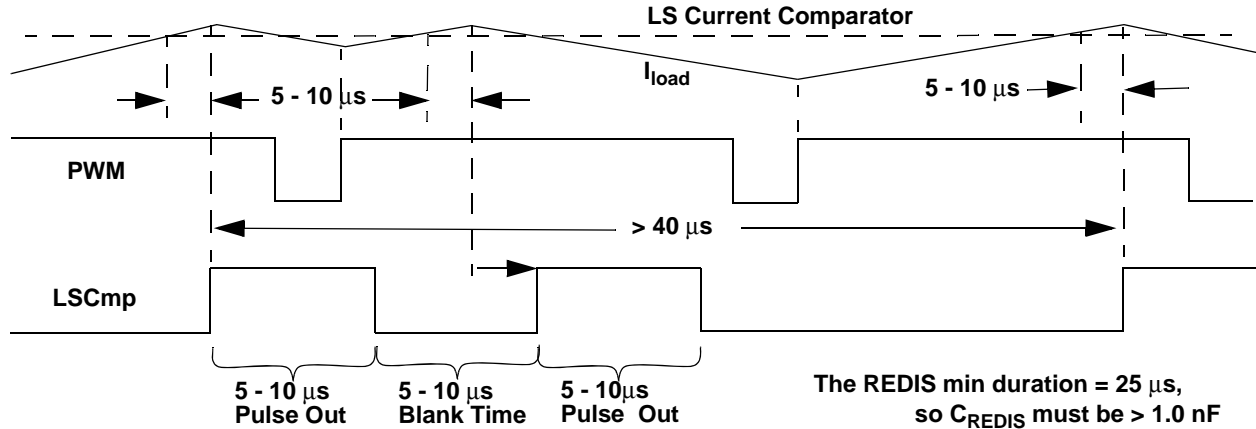 LS Current Comparator
I_load
5 - 10 μs
5 - 10 μs
PWM
> 40 μs
LSCmp
5 - 10 μs
Pulse Out
5 - 10 μs
Blank Time
5 - 10μs
Pulse Out
The REDIS min duration = 25 μs,
so C_REDIS must be > 1.0 nF